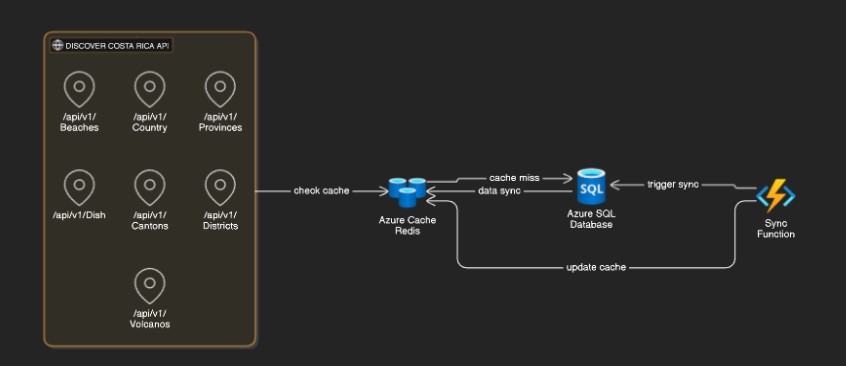 DISCOVER COSTA RICA API
/api/v1/
Beaches
/api/v1/
Country
/api/v1/
Provinces
/api/v1/Dish
/api/v1/
Cantons
/api/v1/
Districts
/api/v1/
Volcanos
check cache
Azure Cache
Redis
cache miss
data sync
SQL
Azure SQL
Database
trigger sync
Sync
Function
update cache